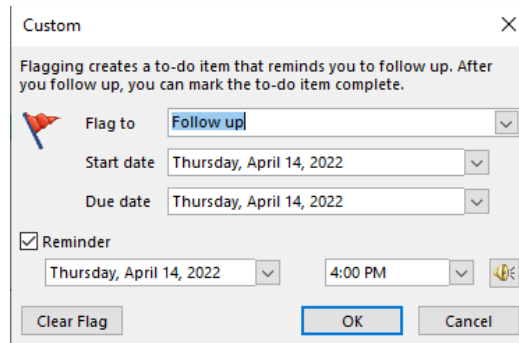 Custom
Flagging creates a to-do item that reminds you to follow up. After
you follow up, you can mark the to-do item complete.
Flag to Follow up
Start date Thursday, April 14, 2022
Due date Thursday, April 14, 2022
Reminder
Thursday, April 14, 2022 4:00 PM
Clear Flag OK Cancel